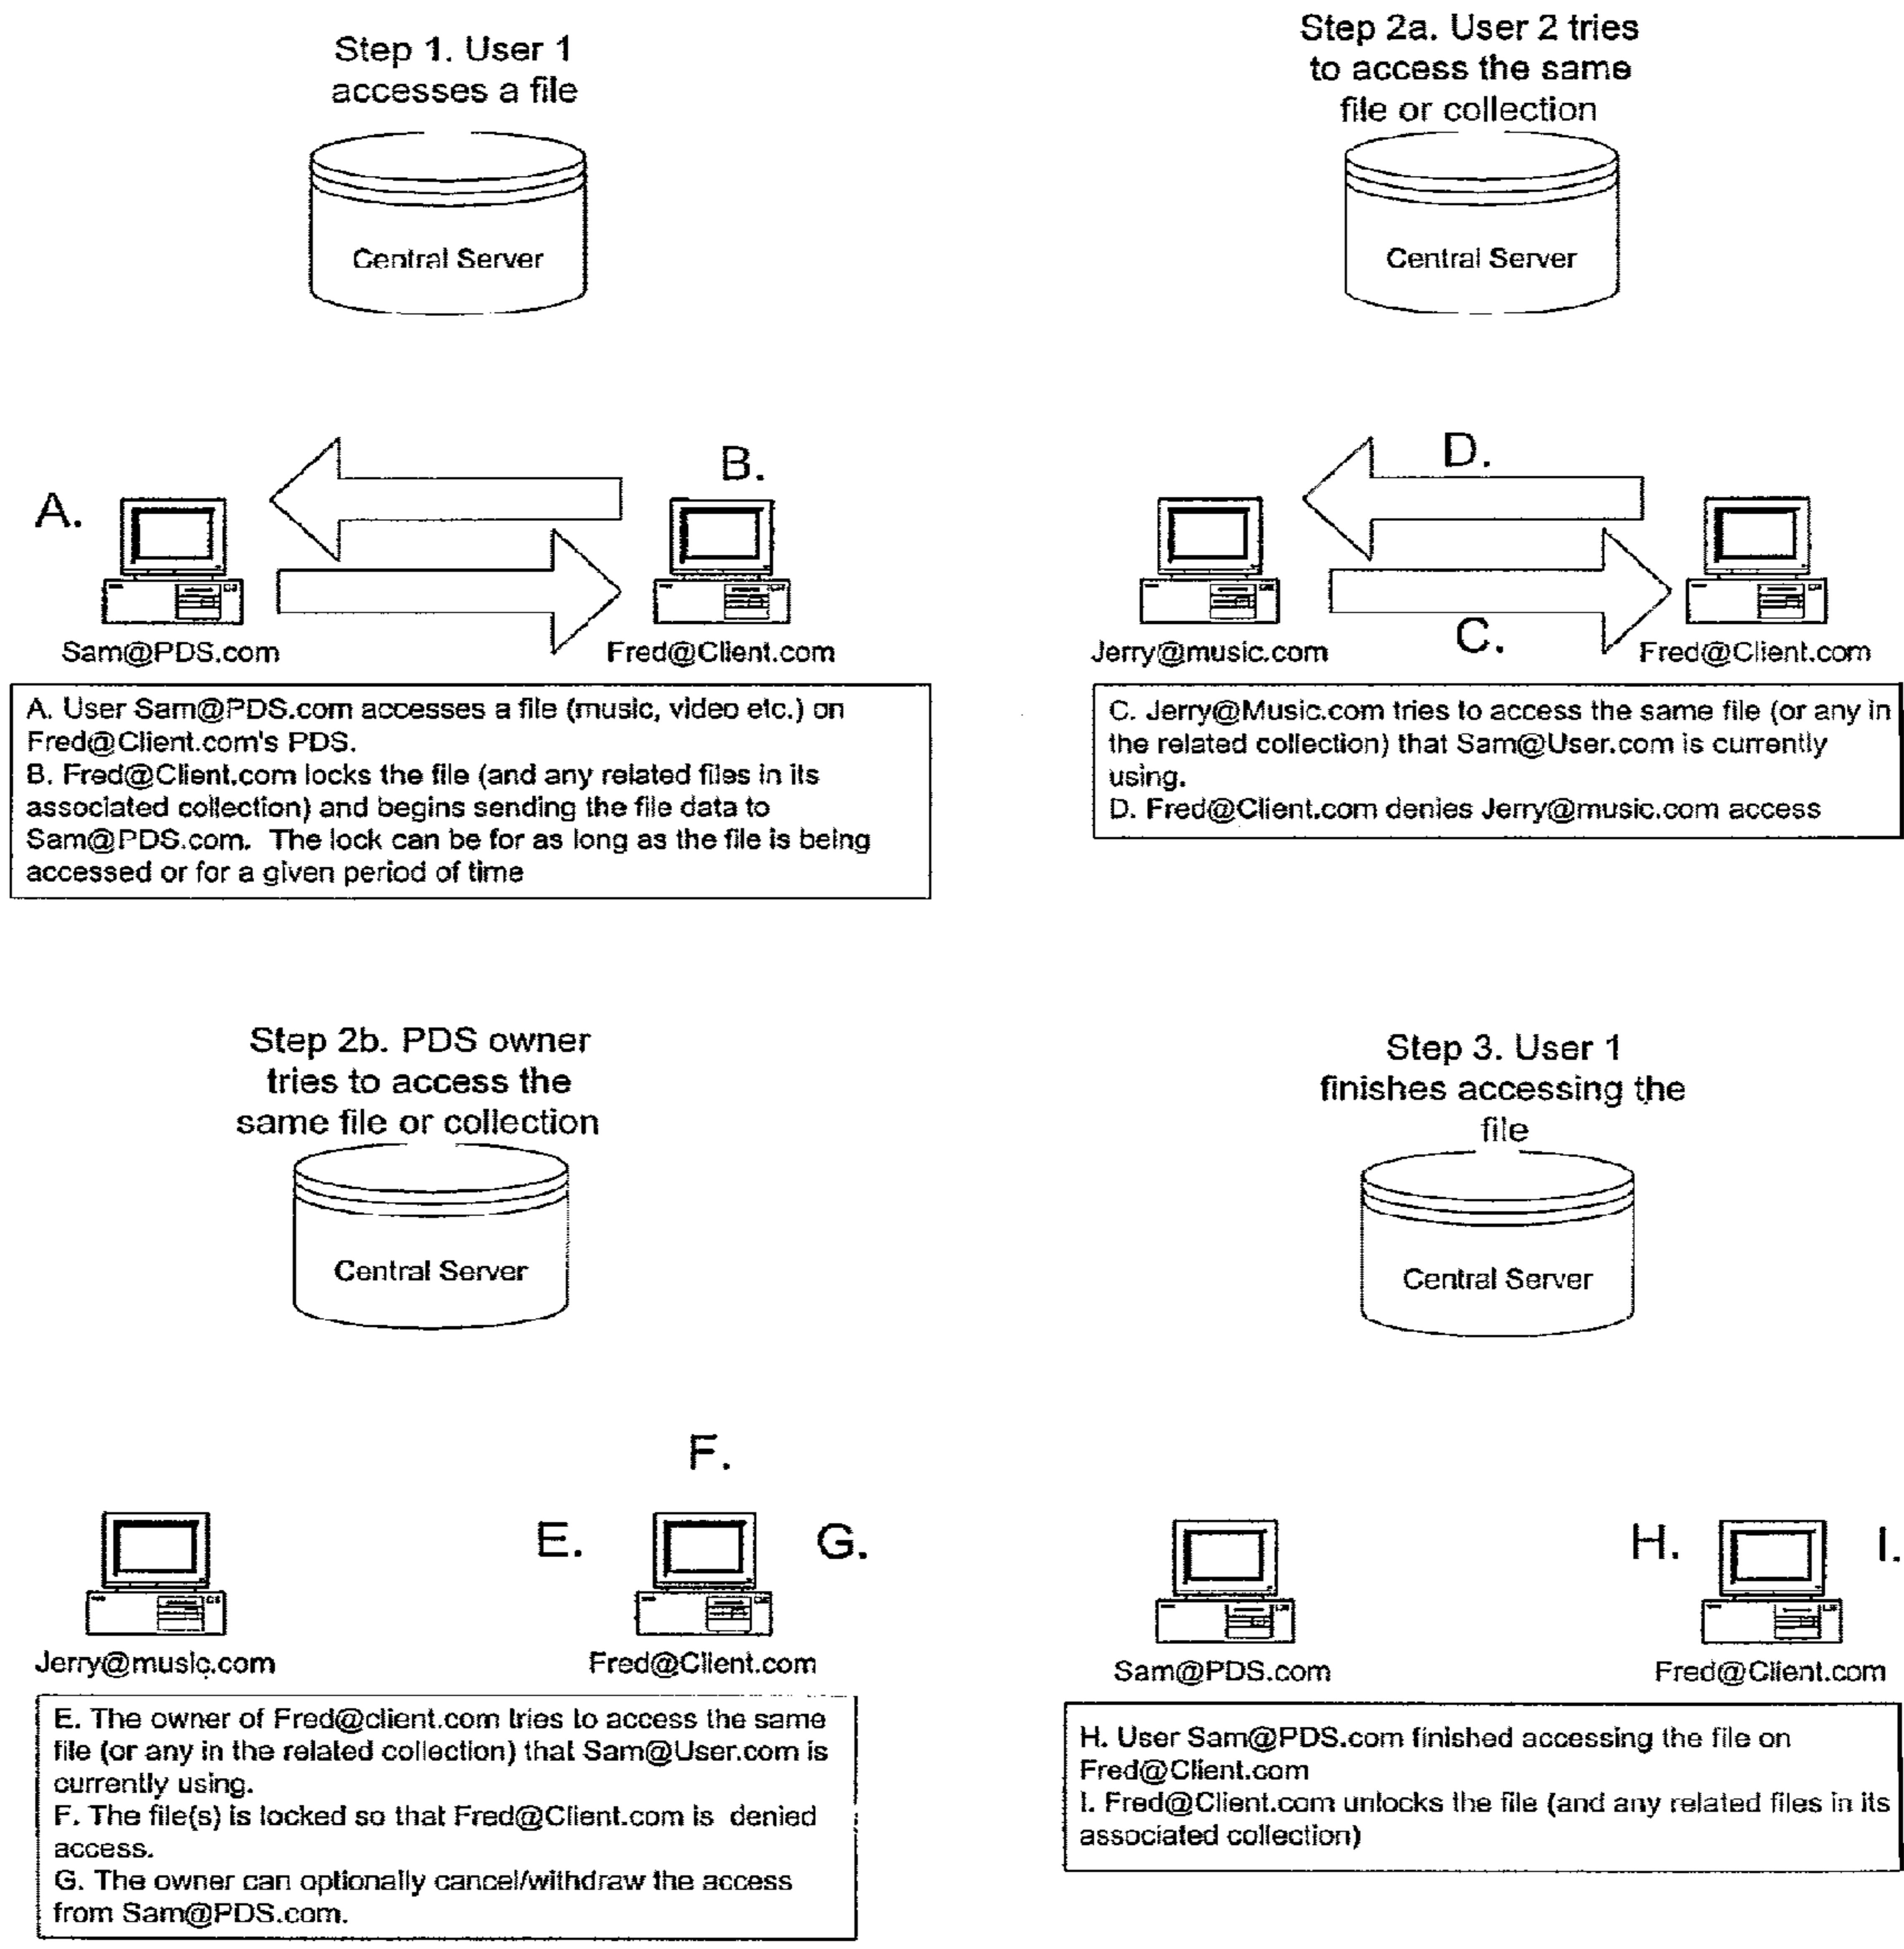 Step 1. User 1
accesses a file
Central Server
A.
B.
Sam@PDS.com
Fred@Client.com
A. User Sam@PDS.com accesses a file (music, video etc.) on
Fred@Client.com's PDS.
B. Fred@Client.com locks the file (and any related files in its
associated collection) and begins sending the file data to
Sam@PDS.com. The lock can be for as long as the file is being
accessed or for a given period of time
Step 2a. User 2 tries
to access the same
file or collection
Central Server
D.
C.
Jerry@music.com
Fred@Client.com
C. Jerry@Music.com tries to access the same file (or any in
the related collection) that Sam@User.com is currently
using.
D. Fred@Client.com denies Jerry@music.com access
Step 2b. PDS owner
tries to access the
same file or collection
Central Server
F.
E.
G.
Jerry@music.com
Fred@Client.com
E. The owner of Fred@client.com tries to access the same
file (or any in the related collection) that Sam@User.com is
currently using.
F. The file(s) is locked so that Fred@Client.com is denied
access.
G. The owner can optionally cancel/withdraw the access
from Sam@PDS.com.
Step 3. User 1
finishes accessing the
file
Central Server
H.
I.
Sam@PDS.com
Fred@Client.com
H. User Sam@PDS.com finished accessing the file on
Fred@Client.com
I. Fred@Client.com unlocks the file (and any related files in its
associated collection)